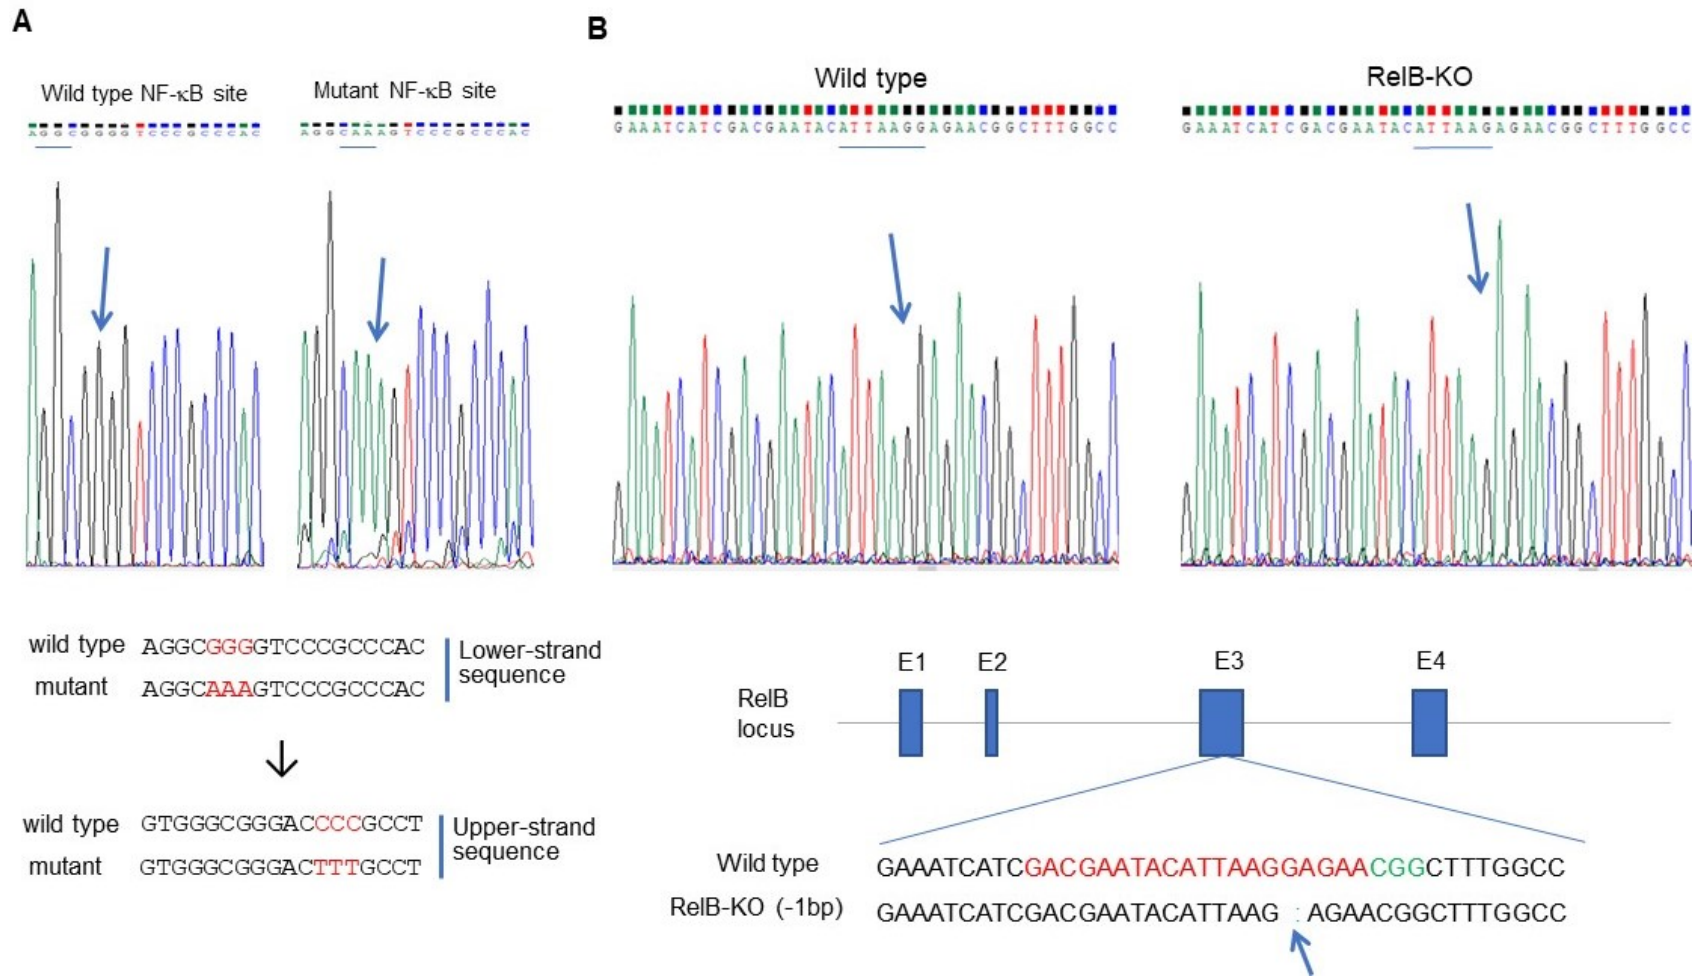 A
B
Wild type NF-κB site
Mutant NF-κB site
AGGCGGGGTCCCGCCCAC
AGGCAAAGTCCCGCCCAC
Wild type
RelB-KO
GAAATCATCGACGAATACATTAAGGAGAACGGCTTTGGCC
GAAATCATCGACGAATACATTAAGAGAACGGCTTTGGCC
wild type AGGCGGGGTCCCGCCCAC
mutant AGGCAAAGTCCCGCCCAC
Lower-strand
sequence
wild type GTGGGCGGGACCCCGCCT
mutant GTGGGCGGGACTTTGCCT
Upper-strand
sequence
E1 E2 E3 E4
RelB
locus
Wild type GAAATCATCGACGAATACATTAAGGAGAACGGCTTTGGCC
RelB-KO (-1bp) GAAATCATCGACGAATACATTAAG : AGAACGGCTTTGGCC